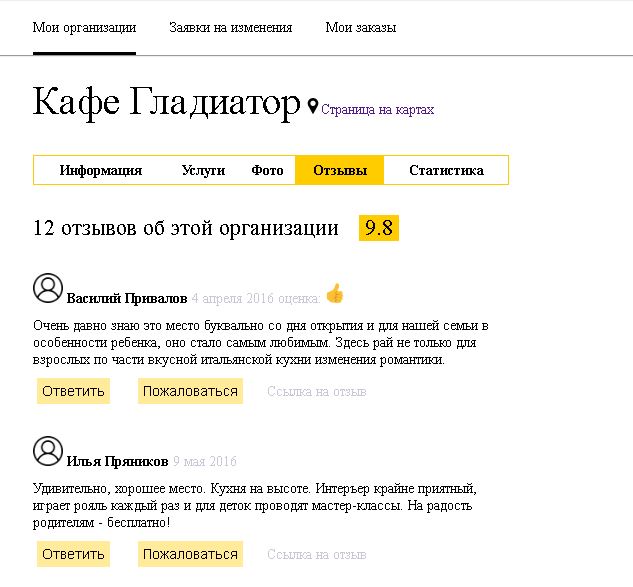 Мои организации Заявки на изменения Мои заказы
Кафе Гладиатор Страница на картах
Информация Услуги Фото Отзывы Статистика
12 отзывов об этой организации 9.8
Василий Привалов 4 апреля 2016 оценка:
Очень давно знаю это место буквально со дня открытия и для нашей семьи в
особенности ребенка, оно стало самым любимым. Здесь рай не только для
взрослых по части вкусной итальянской кухни изменения романтики.
Ответить Пожаловаться Ссылка на отзыв
Илья Пряников 9 мая 2016
Удивительно, хорошее место. Кухня на высоте. Интерьер крайне приятный,
играет рояль каждый раз и для деток проводят мастер-классы. На радость
родителям - бесплатно!
Ответить Пожаловаться Ссылка на отзыв